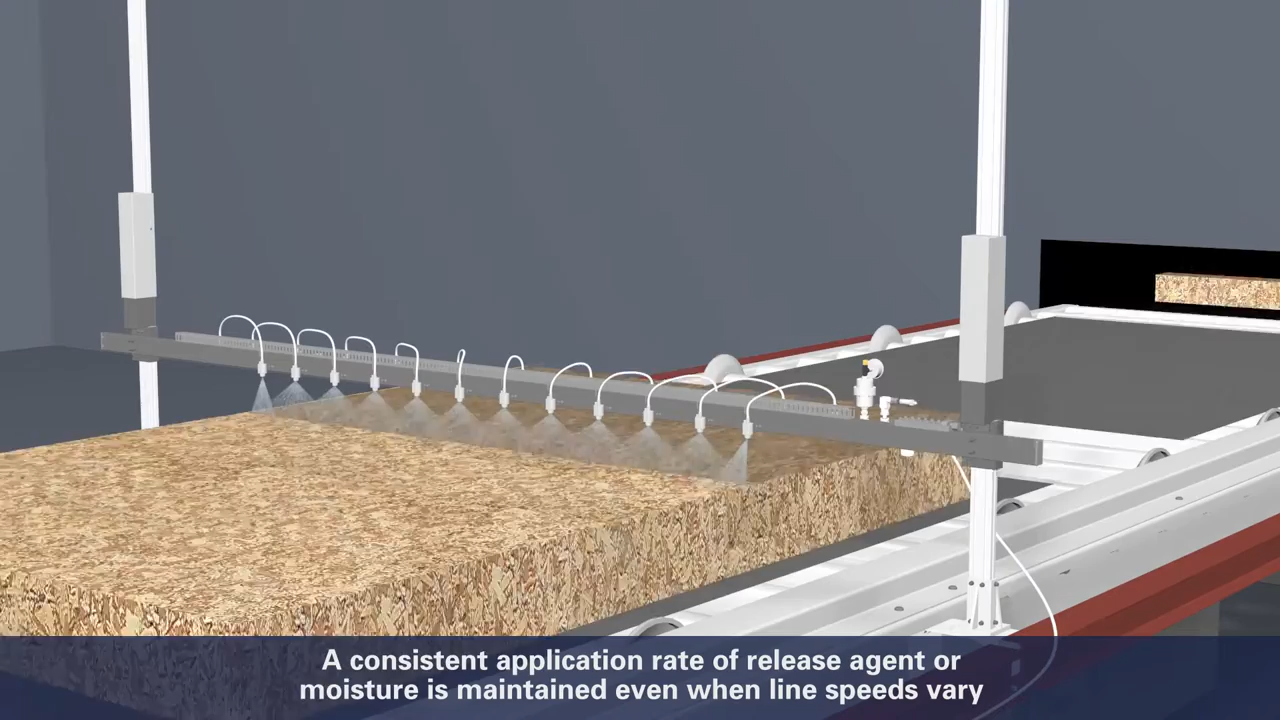 A consistent application rate of release agent or
moisture is maintained even when line speeds vary